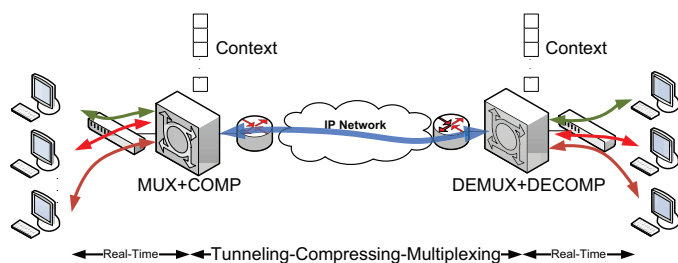 Context
Context
IP Network
MUX+COMP
DEMUX+DECOMP
Real-Time
Tunneling-Compressing-Multiplexing
Real-Time